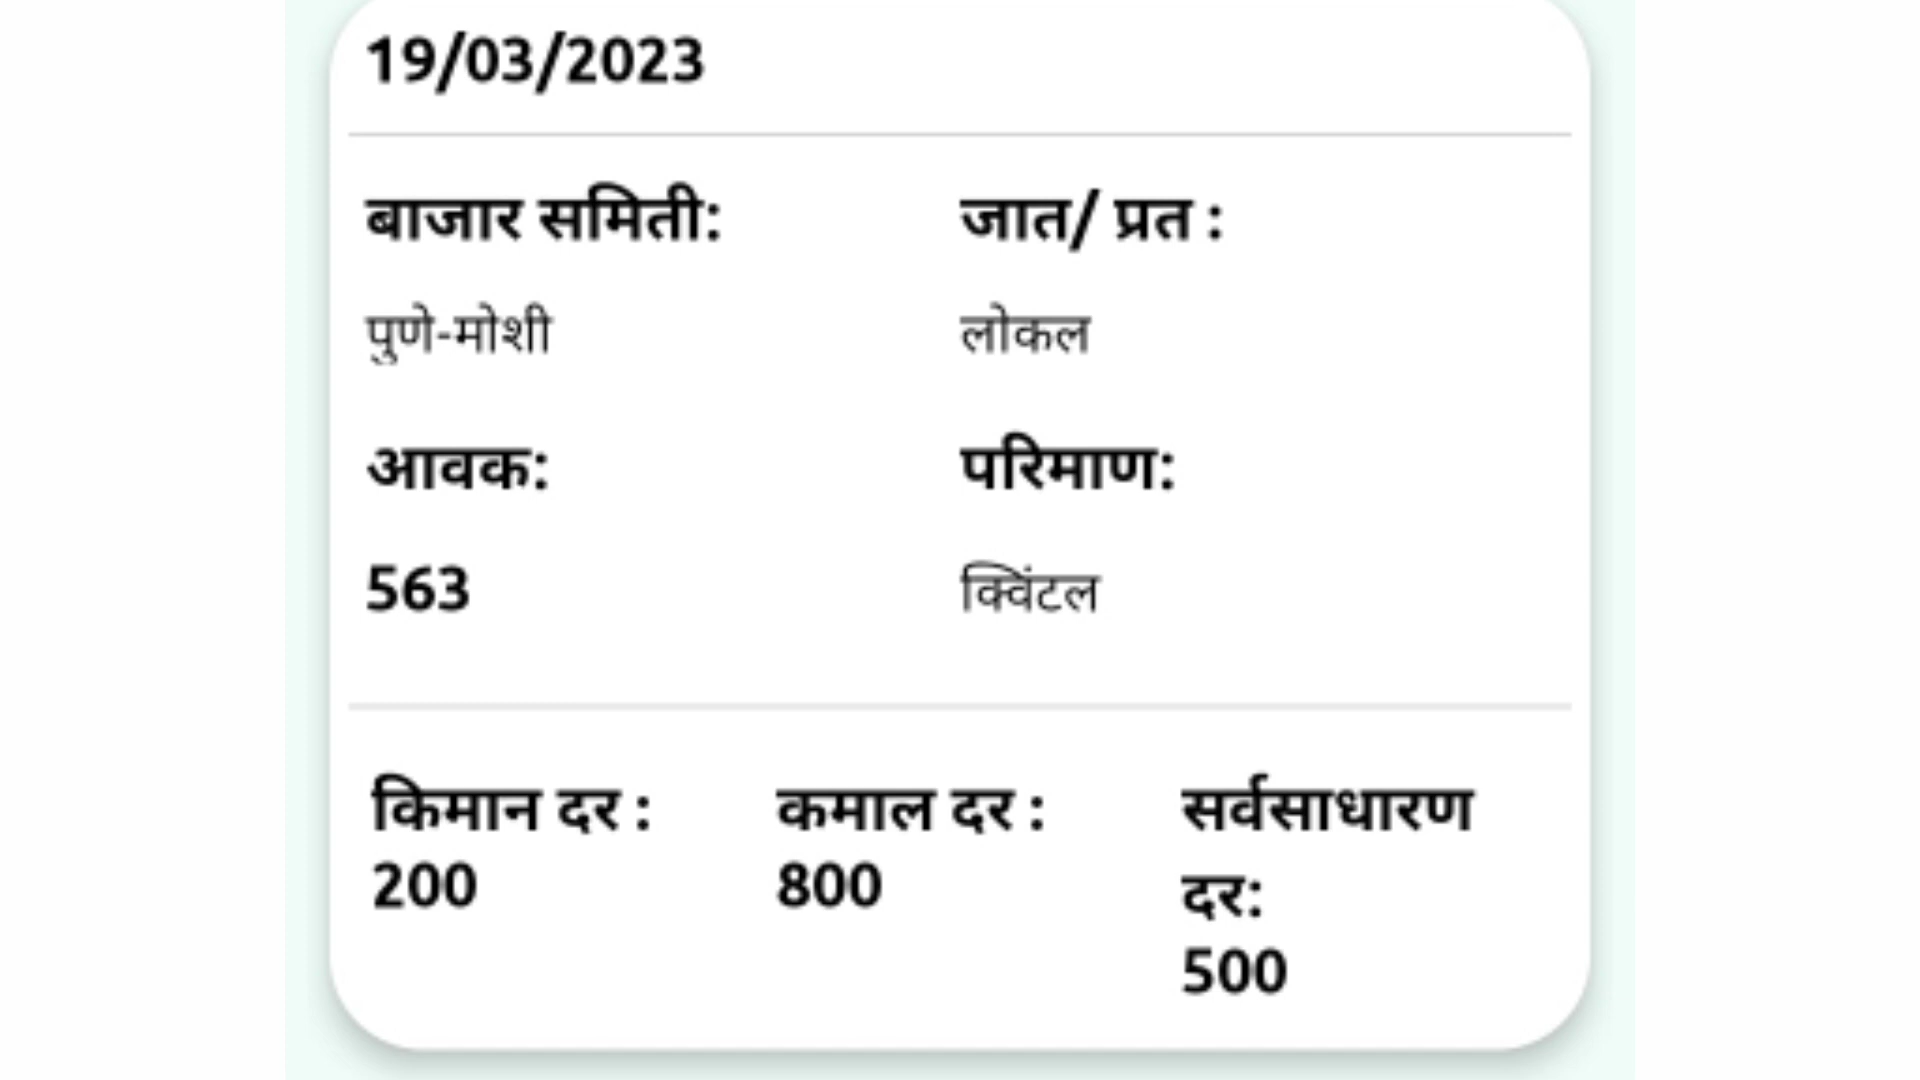 19/03/2023
बाजार समिती:
जात/ प्रत :
पुणे-मोशी
लोकल
आवक:
परिमाण:
563
क्विंटल
किमान दर :
200
कमाल दर :
800
सर्वसाधारण
दर:
500